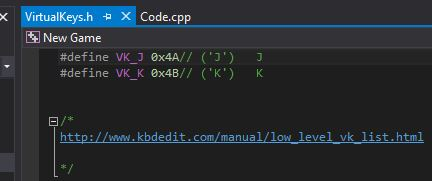 VirtualKeys.h Code.cpp
New Game
#define VK_J 0x4A// ('J') J
#define VK_K 0x4B// ('K') K
/*
http://www.kbdedit.com/manual/low_level_vk_list.html
*/